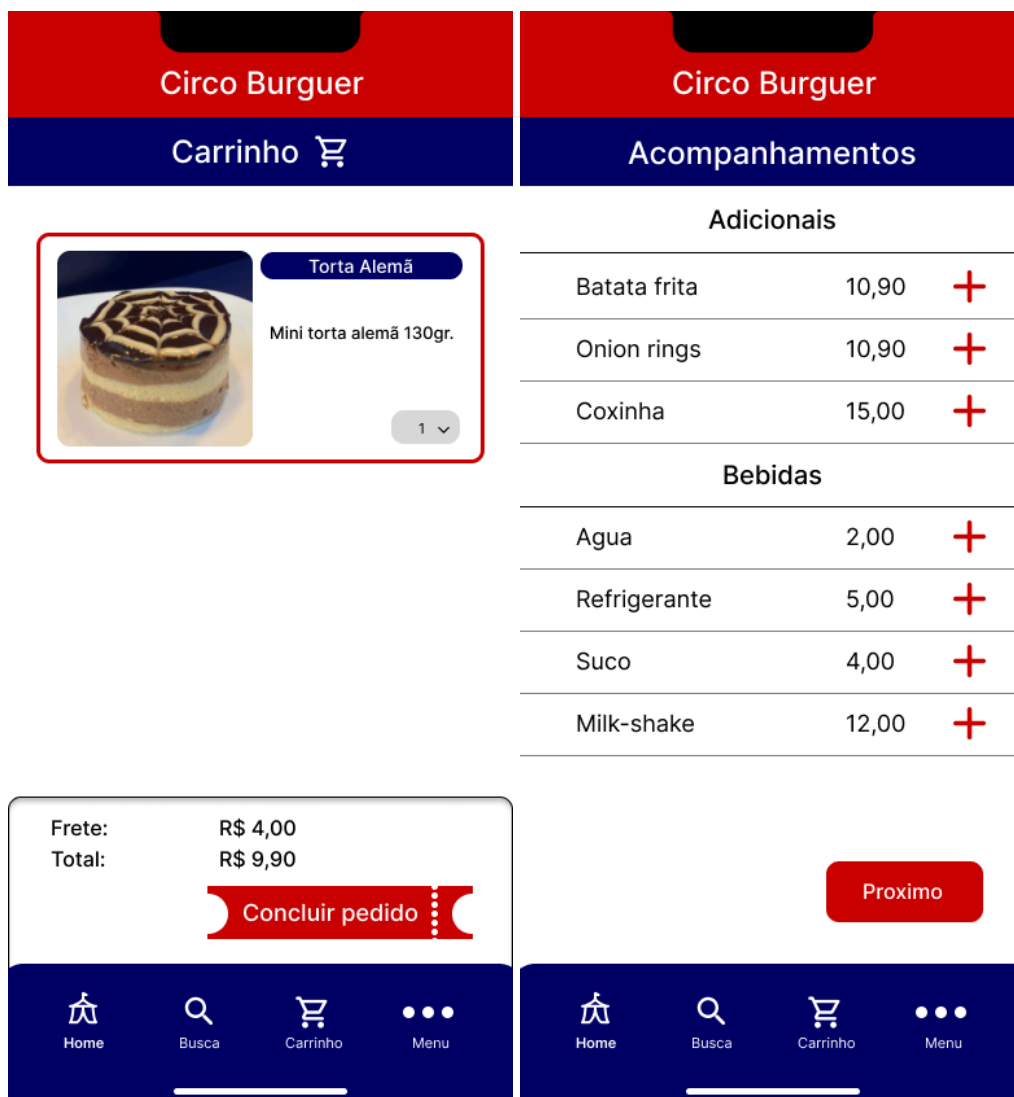 Circo Burguer
Carrinho
Torta Alemã
Mini torta alemã 130gr.
1
Frete: R$ 4,00
Total: R$ 9,90
Concluir pedido
Home Busca Carrinho Menu
Circo Burguer
Acompanhamentos
Adicionais
Batata frita 10,90
Onion rings 10,90
Coxinha 15,00
Bebidas
Agua 2,00
Refrigerante 5,00
Suco 4,00
Milk-shake 12,00
Proximo
Home Busca Carrinho Menu